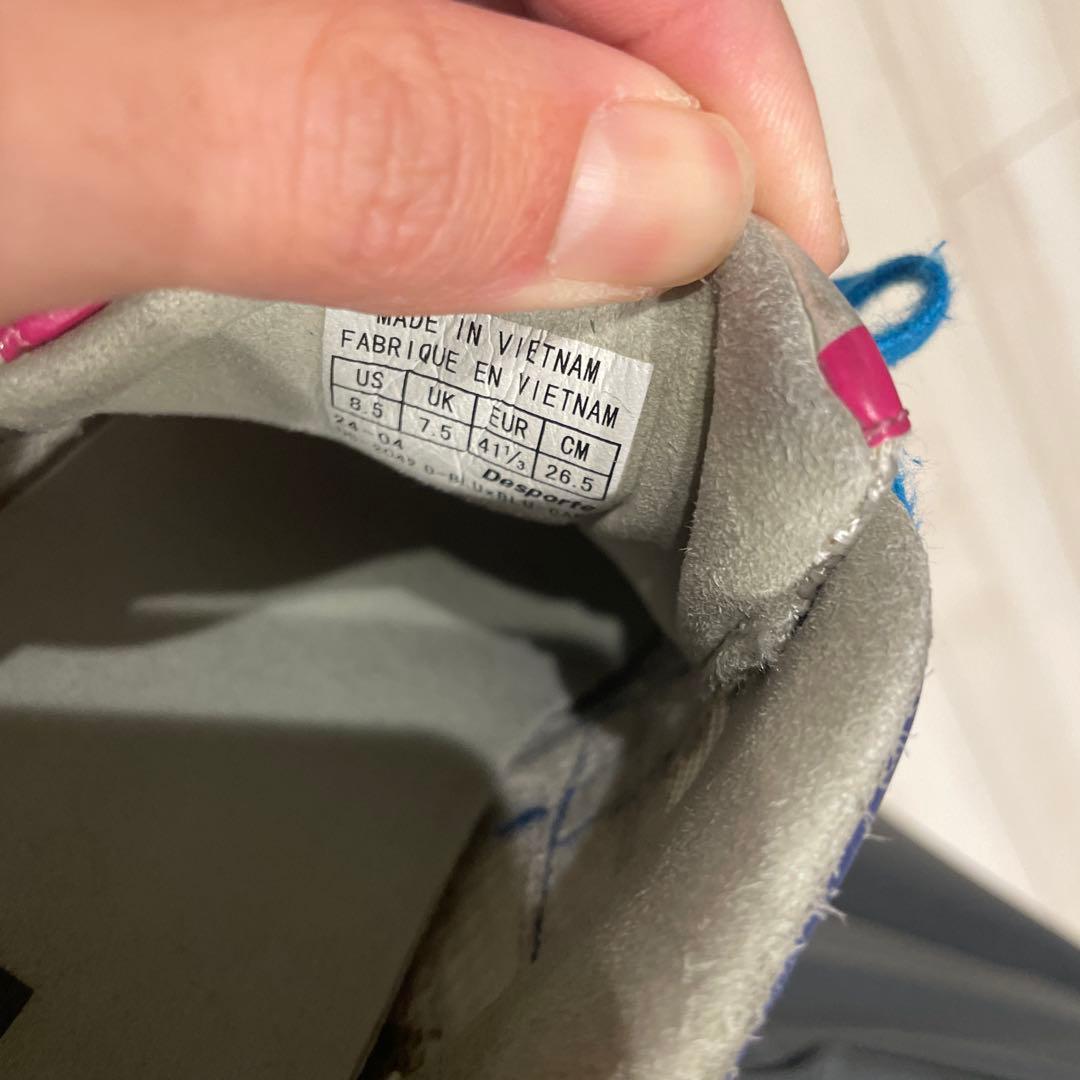 MADE IN VIETNAM
FABRIQUE EN VIETNAM
US UK EUR CM
8.5 7.5 41⅓ 26.5
24-04
Desporte